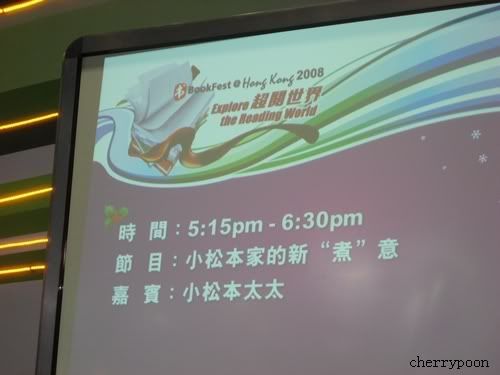 BookFest@Hong Kong 2008
Explore 超閱世界
the Reading World
時 間：5:15pm - 6:30pm
節 目：小松本家的新“煮”意
嘉 賓：小松本太太
cherrypoon